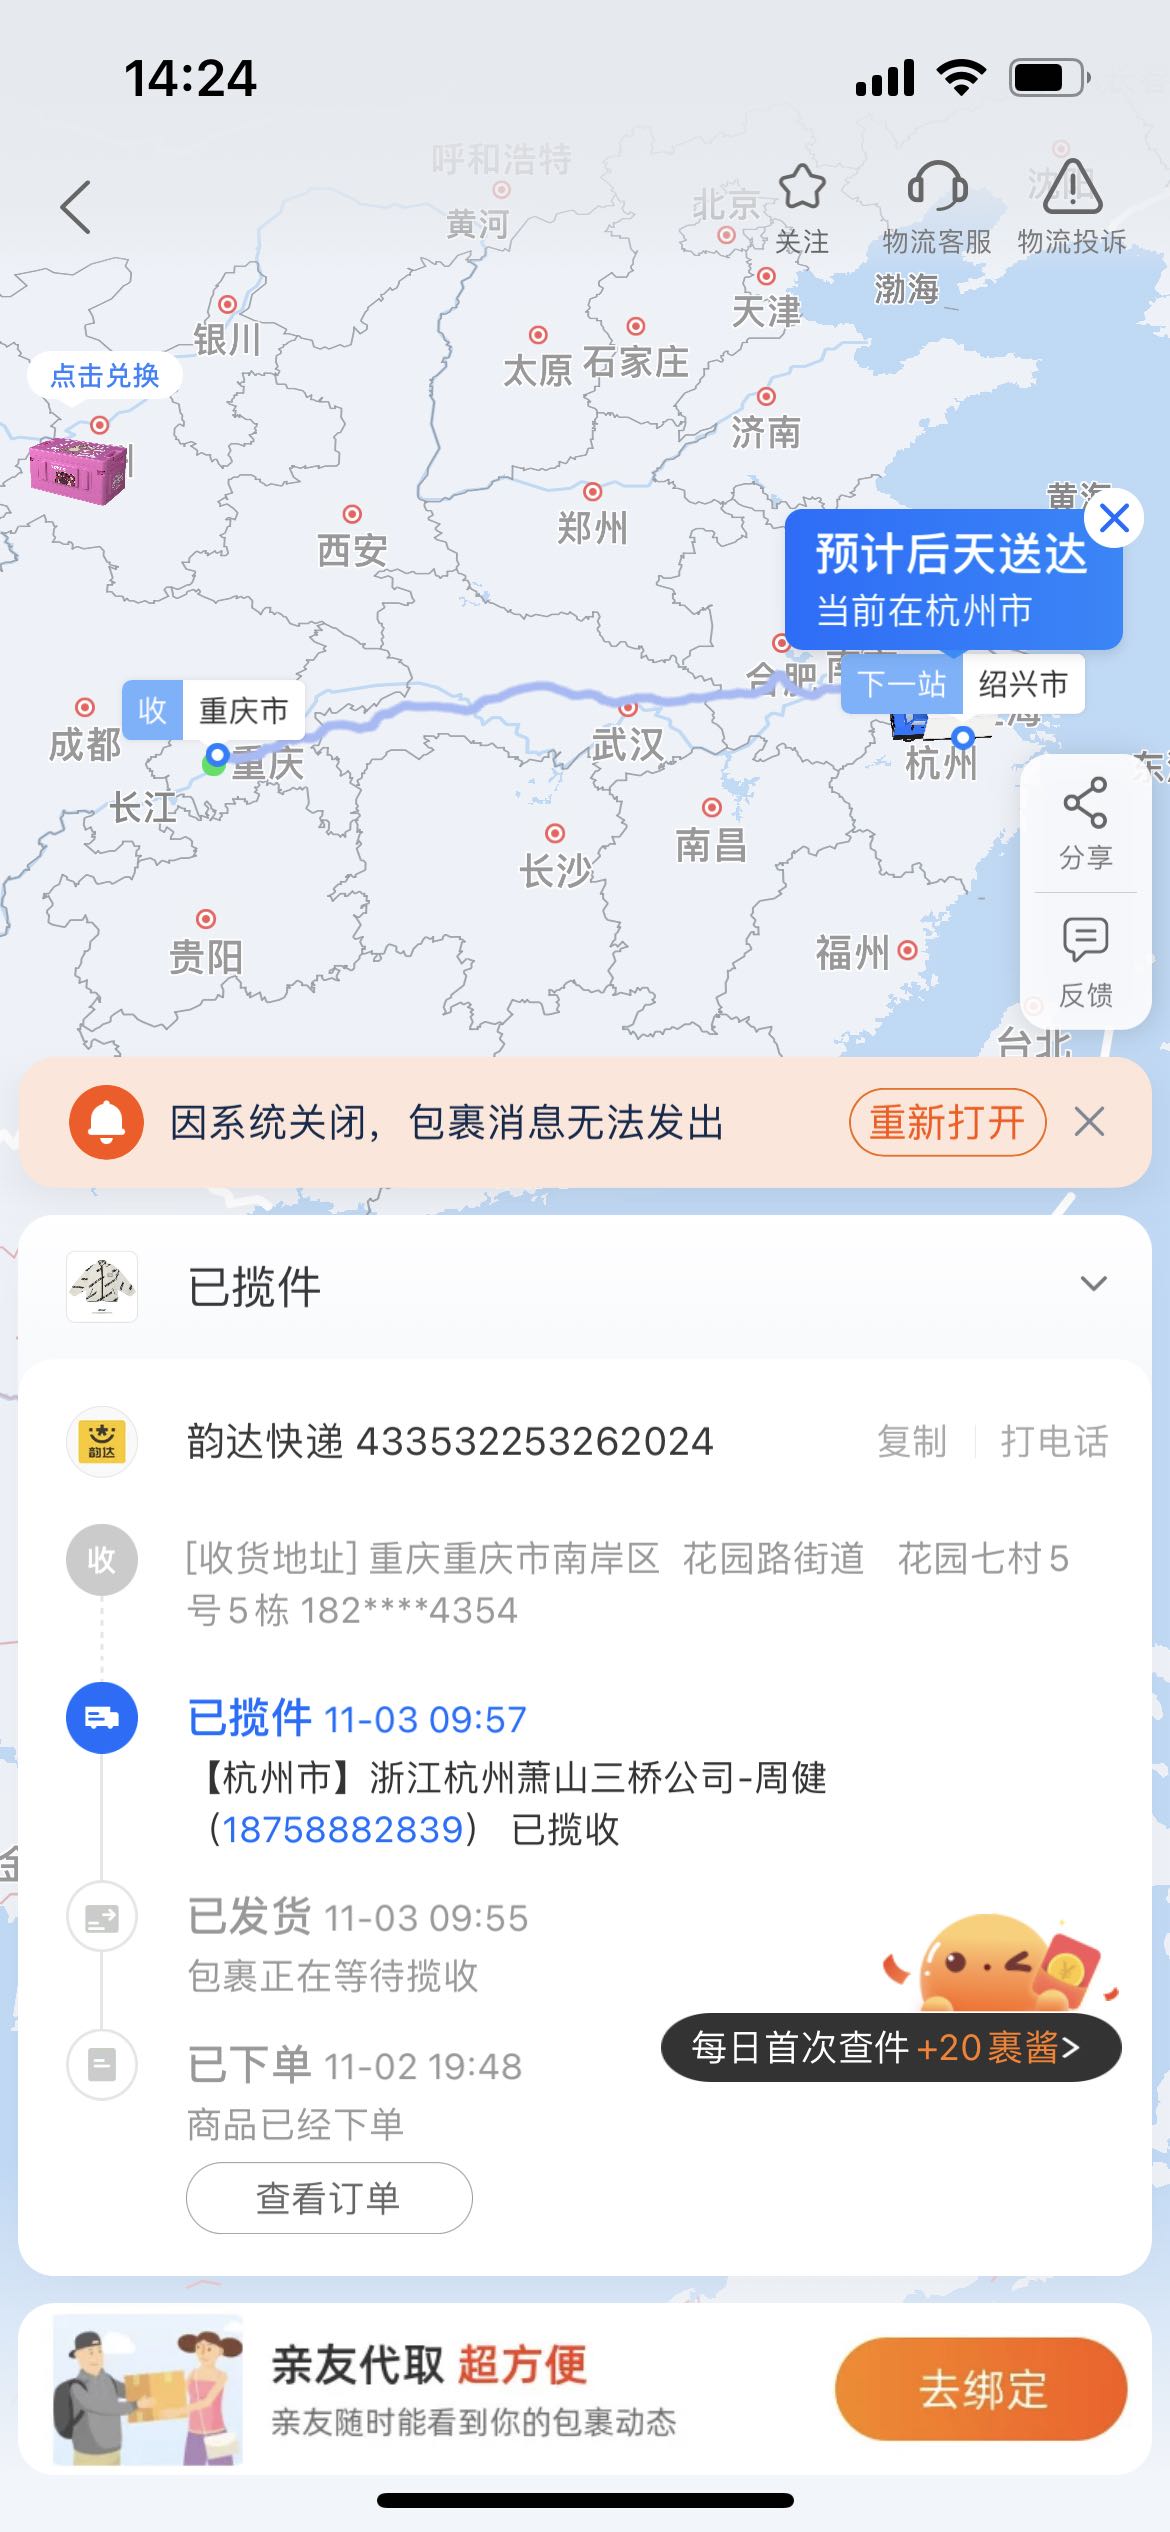 14:24
呼和浩特
黄河
北京
关注
物流客服
物流投诉
渤海
天津
银川
太原
石家庄
点击兑换
济南
郑州
西安
预计后天送达
当前在杭州市
合肥
下一站 绍兴市
收 重庆市
成都
重庆
武汉
杭州
长江
长沙
南昌
分享
贵阳
福州
反馈
台北
因系统关闭，包裹消息无法发出 重新打开
已揽件
韵达
韵达快递 433532253262024 复制 打电话
收
[收货地址] 重庆重庆市南岸区 花园路街道 花园七村5
号5栋 182****4354
已揽件 11-03 09:57
【杭州市】浙江杭州萧山三桥公司-周健
（18758882839） 已揽收
已发货 11-03 09:55
包裹正在等待揽收
每日首次查件+20裹酱>
已下单 11-02 19:48
商品已经下单
查看订单
亲友代取 超方便
亲友随时能看到你的包裹动态
去绑定